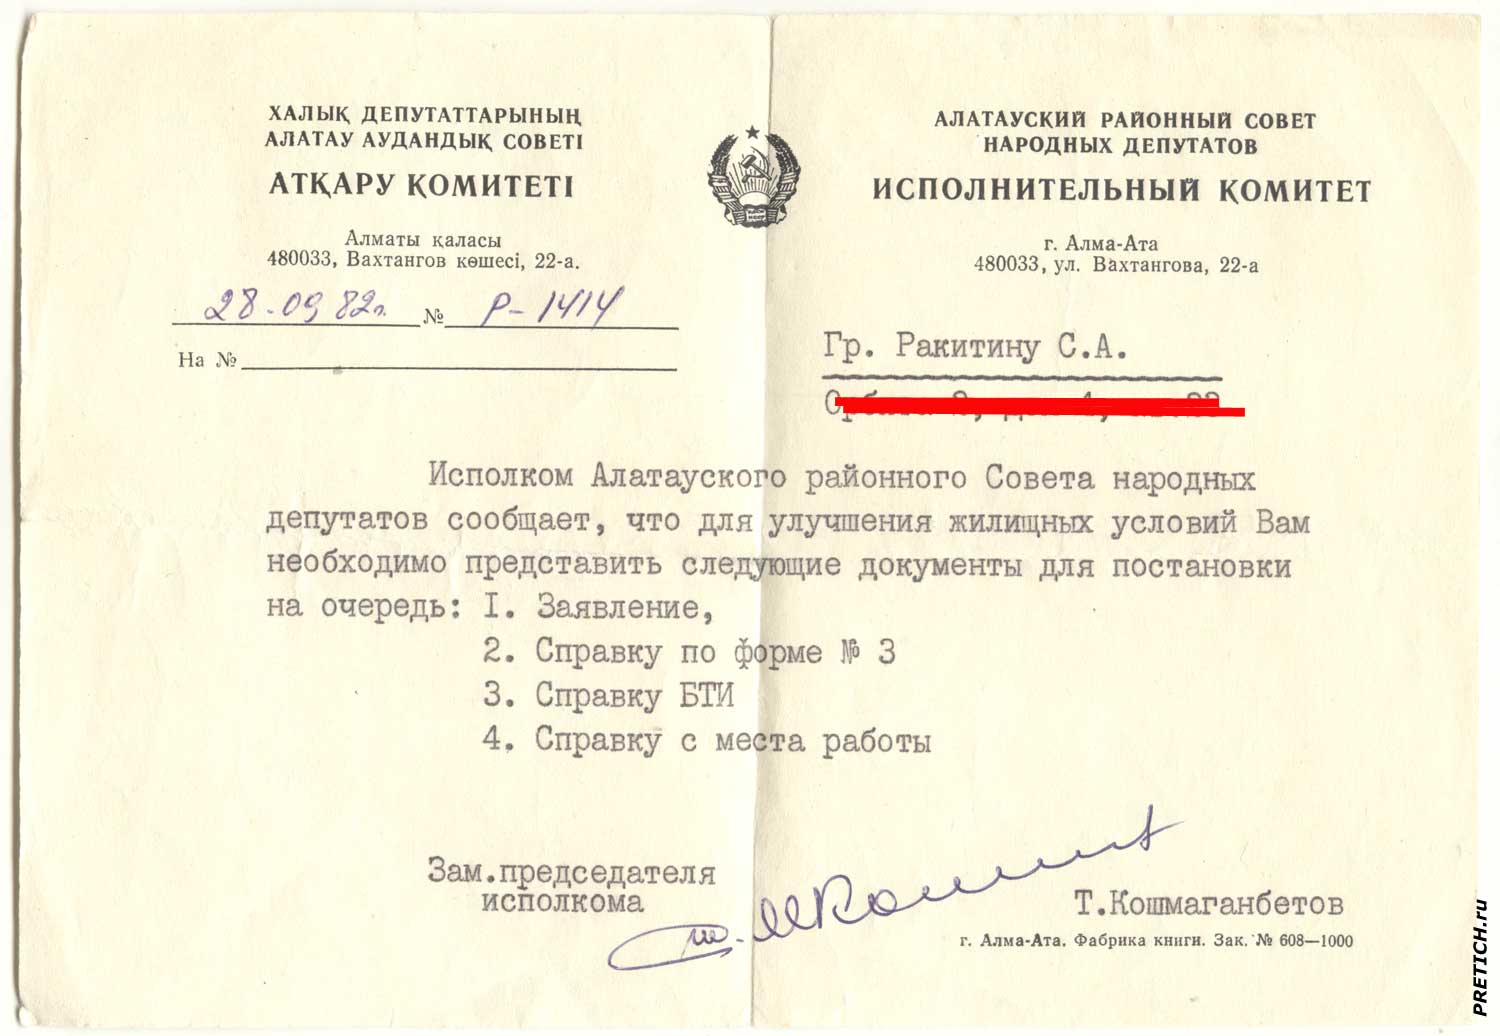 ХАЛЫҚ ДЕПУТАТТАРЫНЫҢ
АЛАТАУ АУДАНДЫҚ СОВЕТІ
АТҚАРУ КОМИТЕТІ
Алматы қаласы
480033, Вахтангов көшесі, 22-а.
28-09 82г. № Р-1414
На №
АЛАТАУСКИЙ РАЙОННЫЙ СОВЕТ
НАРОДНЫХ ДЕПУТАТОВ
ИСПОЛНИТЕЛЬНЫЙ КОМИТЕТ
г. Алма-Ата
480033, ул. Вахтангова, 22-а
Гр. Ракитину С.А.
Исполком Алатауского районного Совета народных
депутатов сообщает, что для улучшения жилищных условий Вам
необходимо представить следующие документы для постановки
на очередь: I. Заявление,
2. Справку по форме № 3
3. Справку БТИ
4. Справку с места работы
Зам.председателя
исполкома
Т.Кошмаганбетов
г. Алма-Ата. Фабрика книги. Зак. № 608—1000
PRETICH.ru